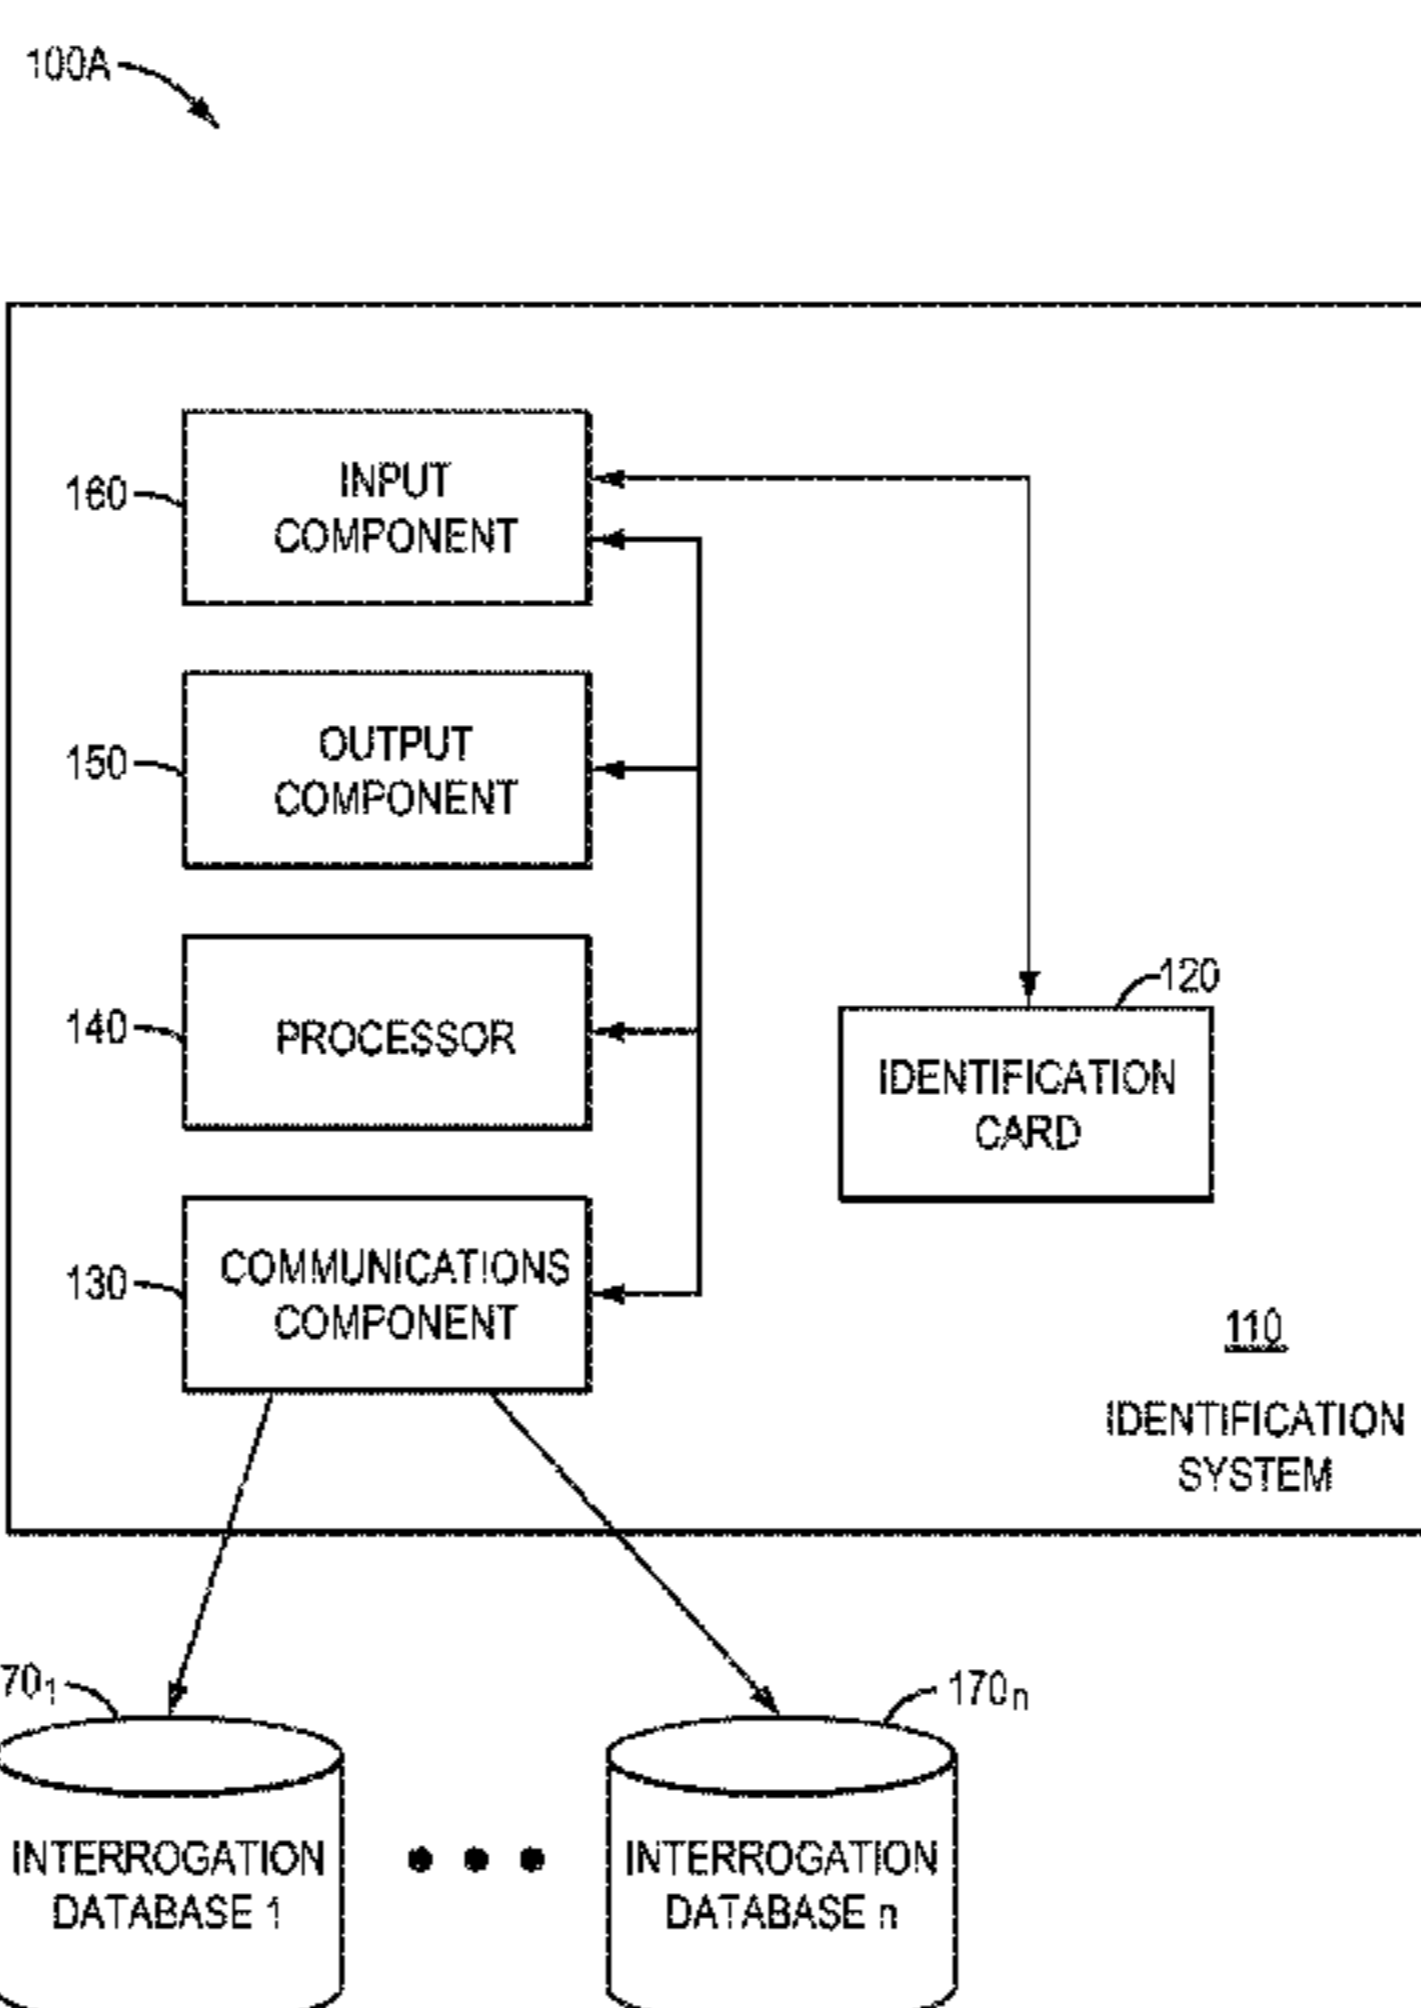 100A
160
INPUT
COMPONENT
150
OUTPUT
COMPONENT
140
PROCESSOR
120
IDENTIFICATION
CARD
130
COMMUNICATIONS
COMPONENT
110
IDENTIFICATION
SYSTEM
70₁
170ₙ
INTERROGATION
DATABASE 1
INTERROGATION
DATABASE n